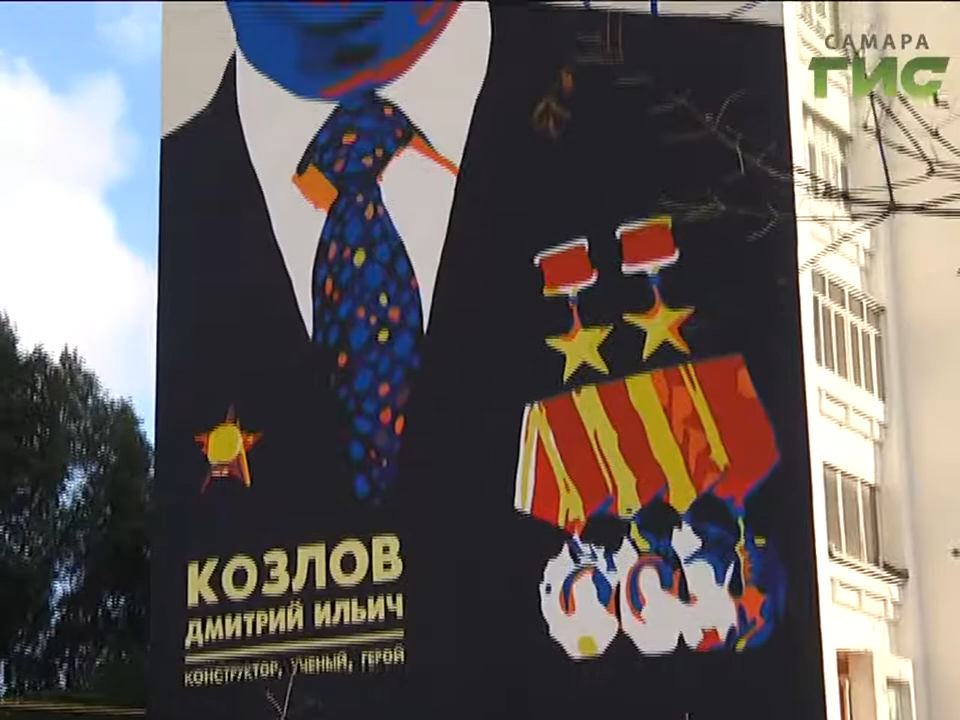 САМАРА
ГИС
КОЗЛОВ
ДМИТРИЙ ИЛЬИЧ
КОНСТРУКТОР, УЧЕНЫЙ, ГЕРОЙ